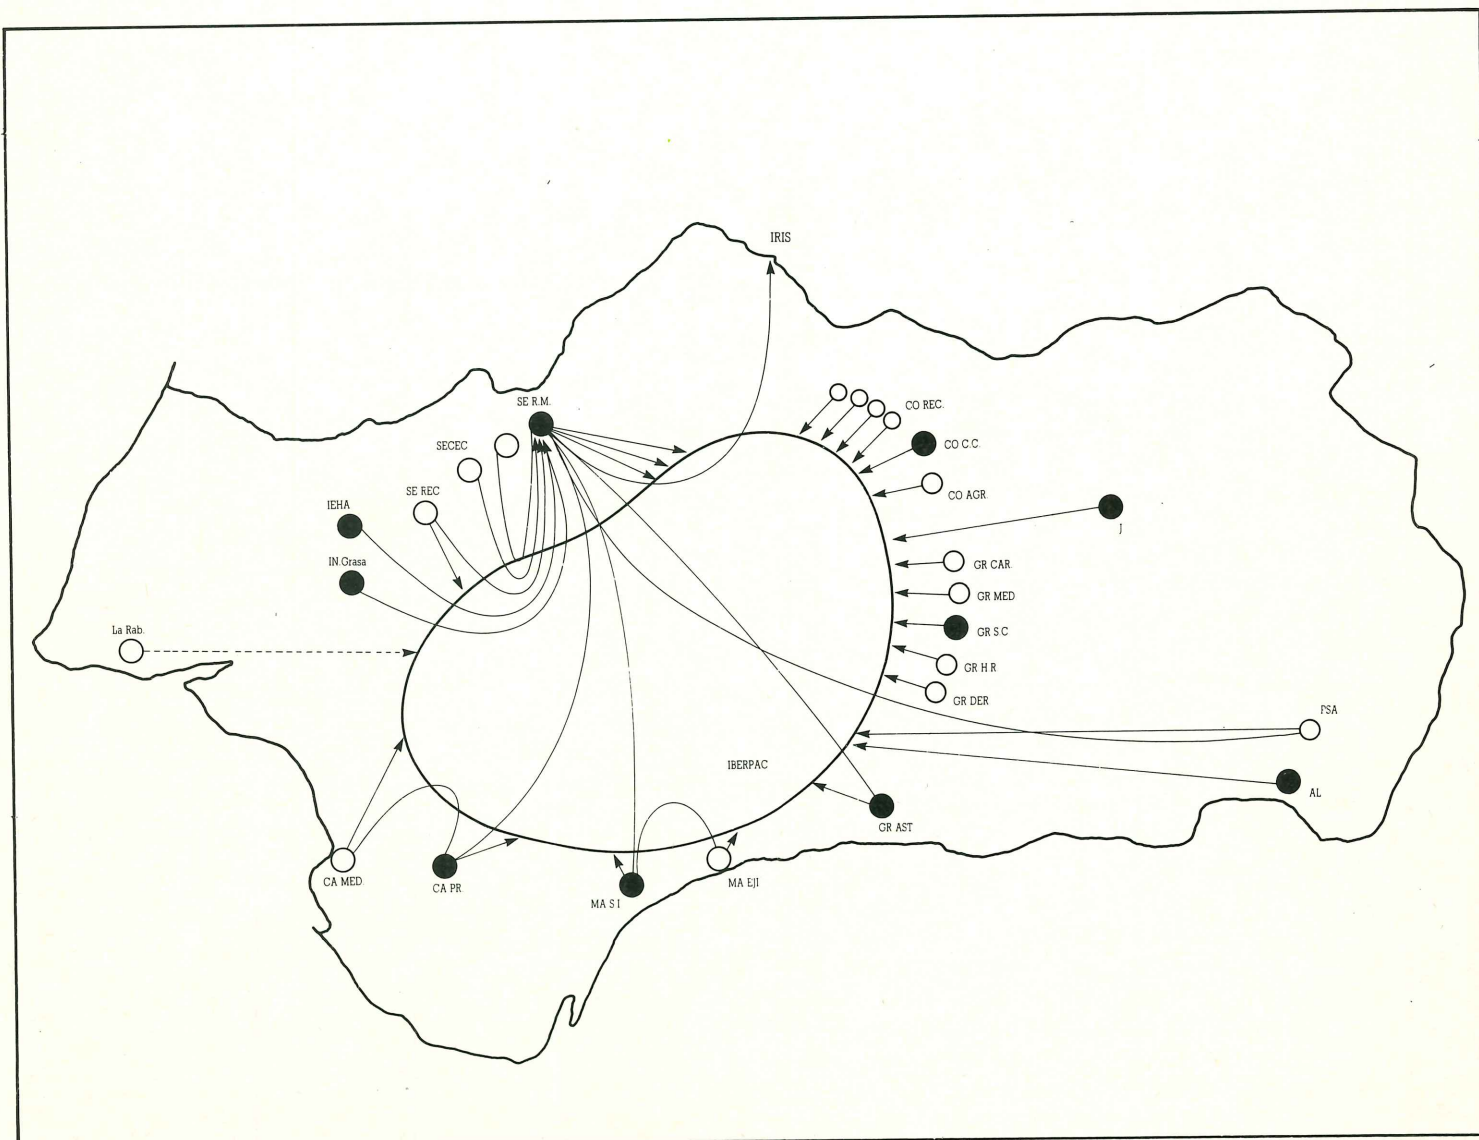 IRIS
SE R.M.
CO REC.
SECEC
CO C.C.
SE REC
CO AGR.
IEHA
J
IN.Grasa
GR CAR.
GR MED
La Rab.
GR S.C
GR H R
GR DER
PSA
IBERPAC
AL
GR AST
CA MED.
CA PR
MA EJI
MA S I